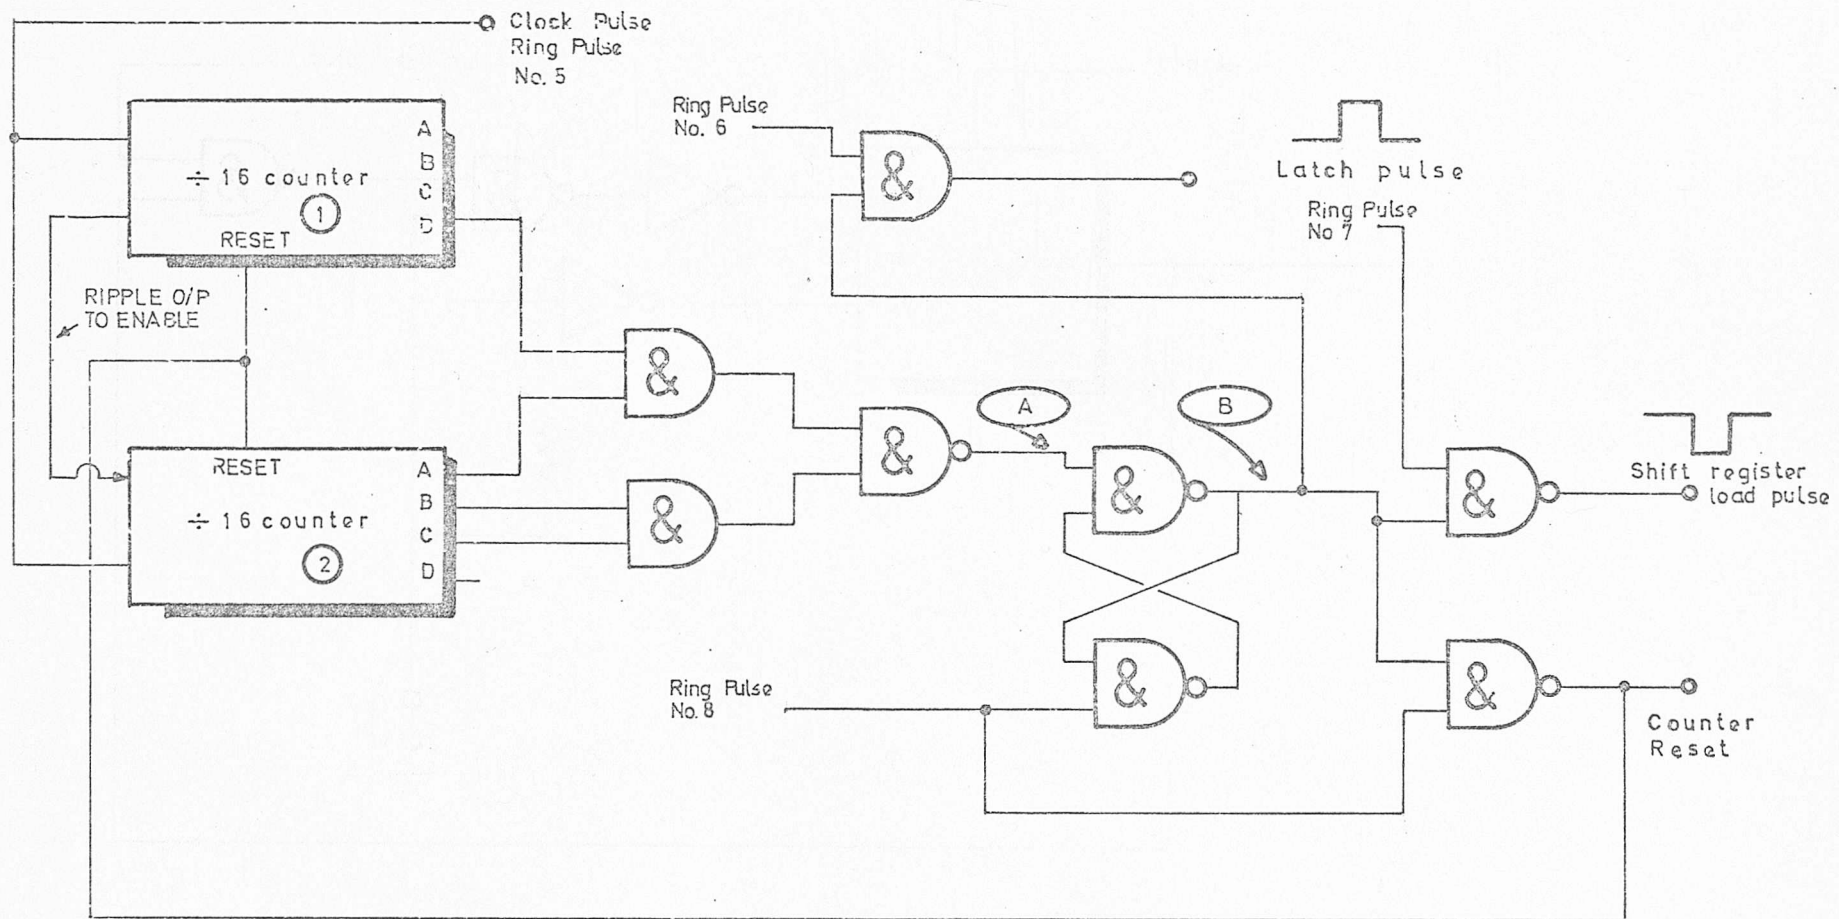 Clock Pulse
Ring Pulse
No. 5
÷ 16 counter
1
RESET
A
B
C
D
RIPPLE O/P
TO ENABLE
RESET
÷ 16 counter
2
A
B
C
D
Ring Pulse
No. 6
&
Latch pulse
Ring Pulse
No 7
&
&
&
A
&
B
&
Shift register
load pulse
Ring Pulse
No. 8
&
&
Counter
Reset